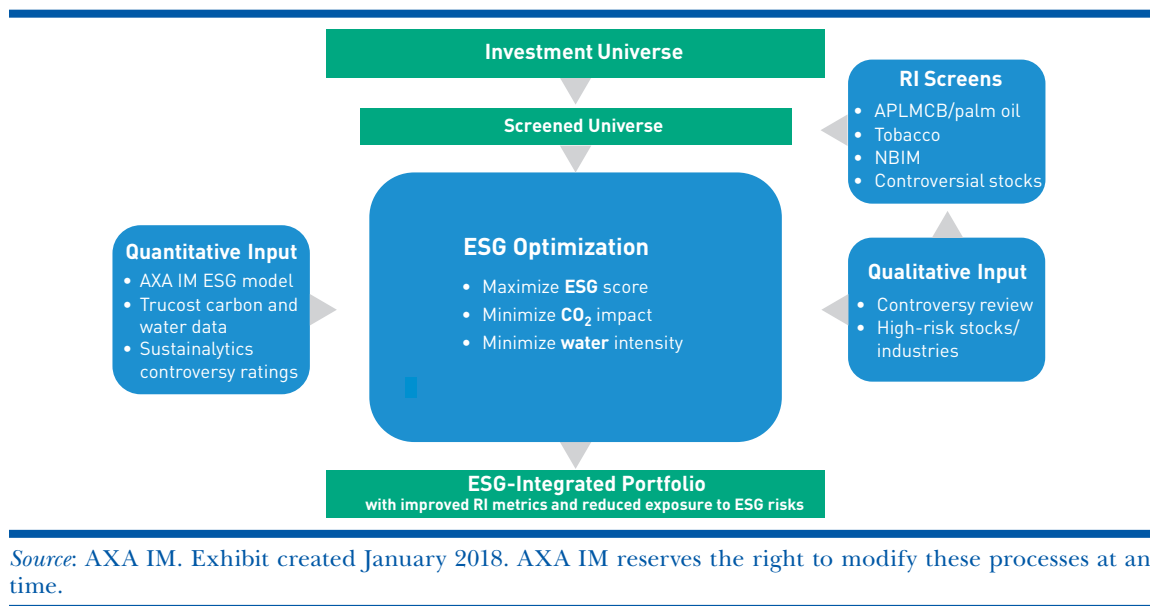 Investment Universe
Screened Universe
RI Screens
• APLMCB/palm oil
• Tobacco
• NBIM
• Controversial stocks
Quantitative Input
• AXA IM ESG model
• Trucost carbon and
water data
• Sustainalytics
controversy ratings
ESG Optimization
• Maximize ESG score
• Minimize CO₂ impact
• Minimize water intensity
Qualitative Input
• Controversy review
• High-risk stocks/
industries
ESG-Integrated Portfolio
with improved RI metrics and reduced exposure to ESG risks
Source: AXA IM. Exhibit created January 2018. AXA IM reserves the right to modify these processes at an
time.